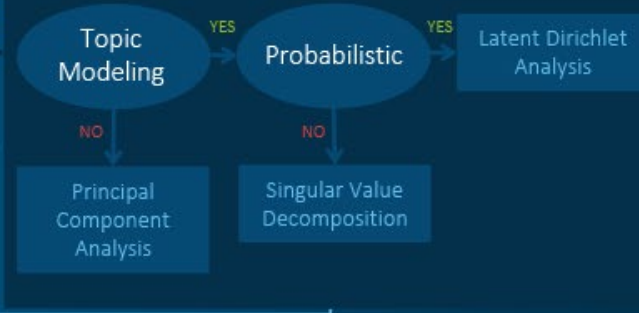 Topic
Modeling
YES
Probabilistic
YES
Latent Dirichlet
Analysis
NO
NO
Principal
Component
Analysis
Singular Value
Decomposition